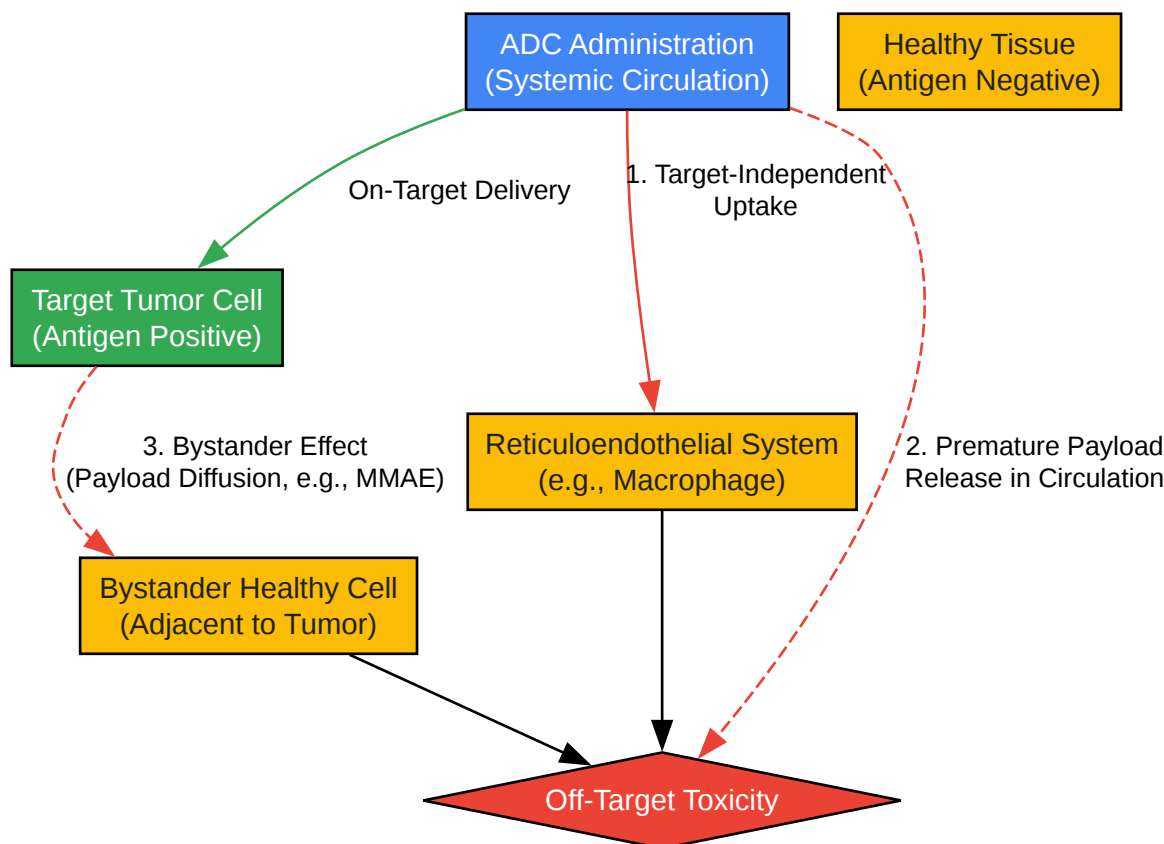 ADC Administration
(Systemic Circulation)
Healthy Tissue
(Antigen Negative)
On-Target Delivery
1. Target-Independent
Uptake
Target Tumor Cell
(Antigen Positive)
3. Bystander Effect
(Payload Diffusion, e.g., MMAE)
Reticuloendothelial System
(e.g., Macrophage)
2. Premature Payload
Release in Circulation
Bystander Healthy Cell
(Adjacent to Tumor)
Off-Target Toxicity